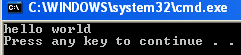 C:\WINDOWS\system32\cmd.exe
hello world
Press any key to continue . .